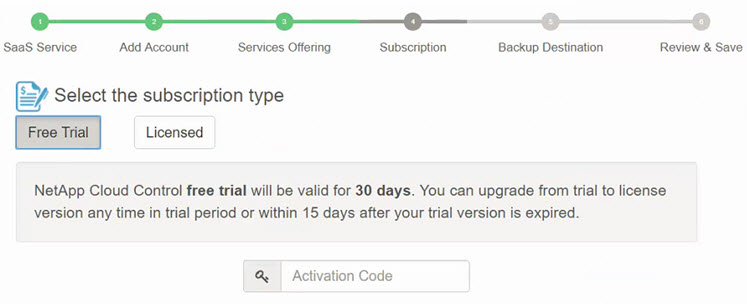 1 2 3 4 5 6
SaaS Service Add Account Services Offering Subscription Backup Destination Review & Save
$ Select the subscription type
Free Trial Licensed
NetApp Cloud Control free trial will be valid for 30 days. You can upgrade from trial to license
version any time in trial period or within 15 days after your trial version is expired.
Activation Code